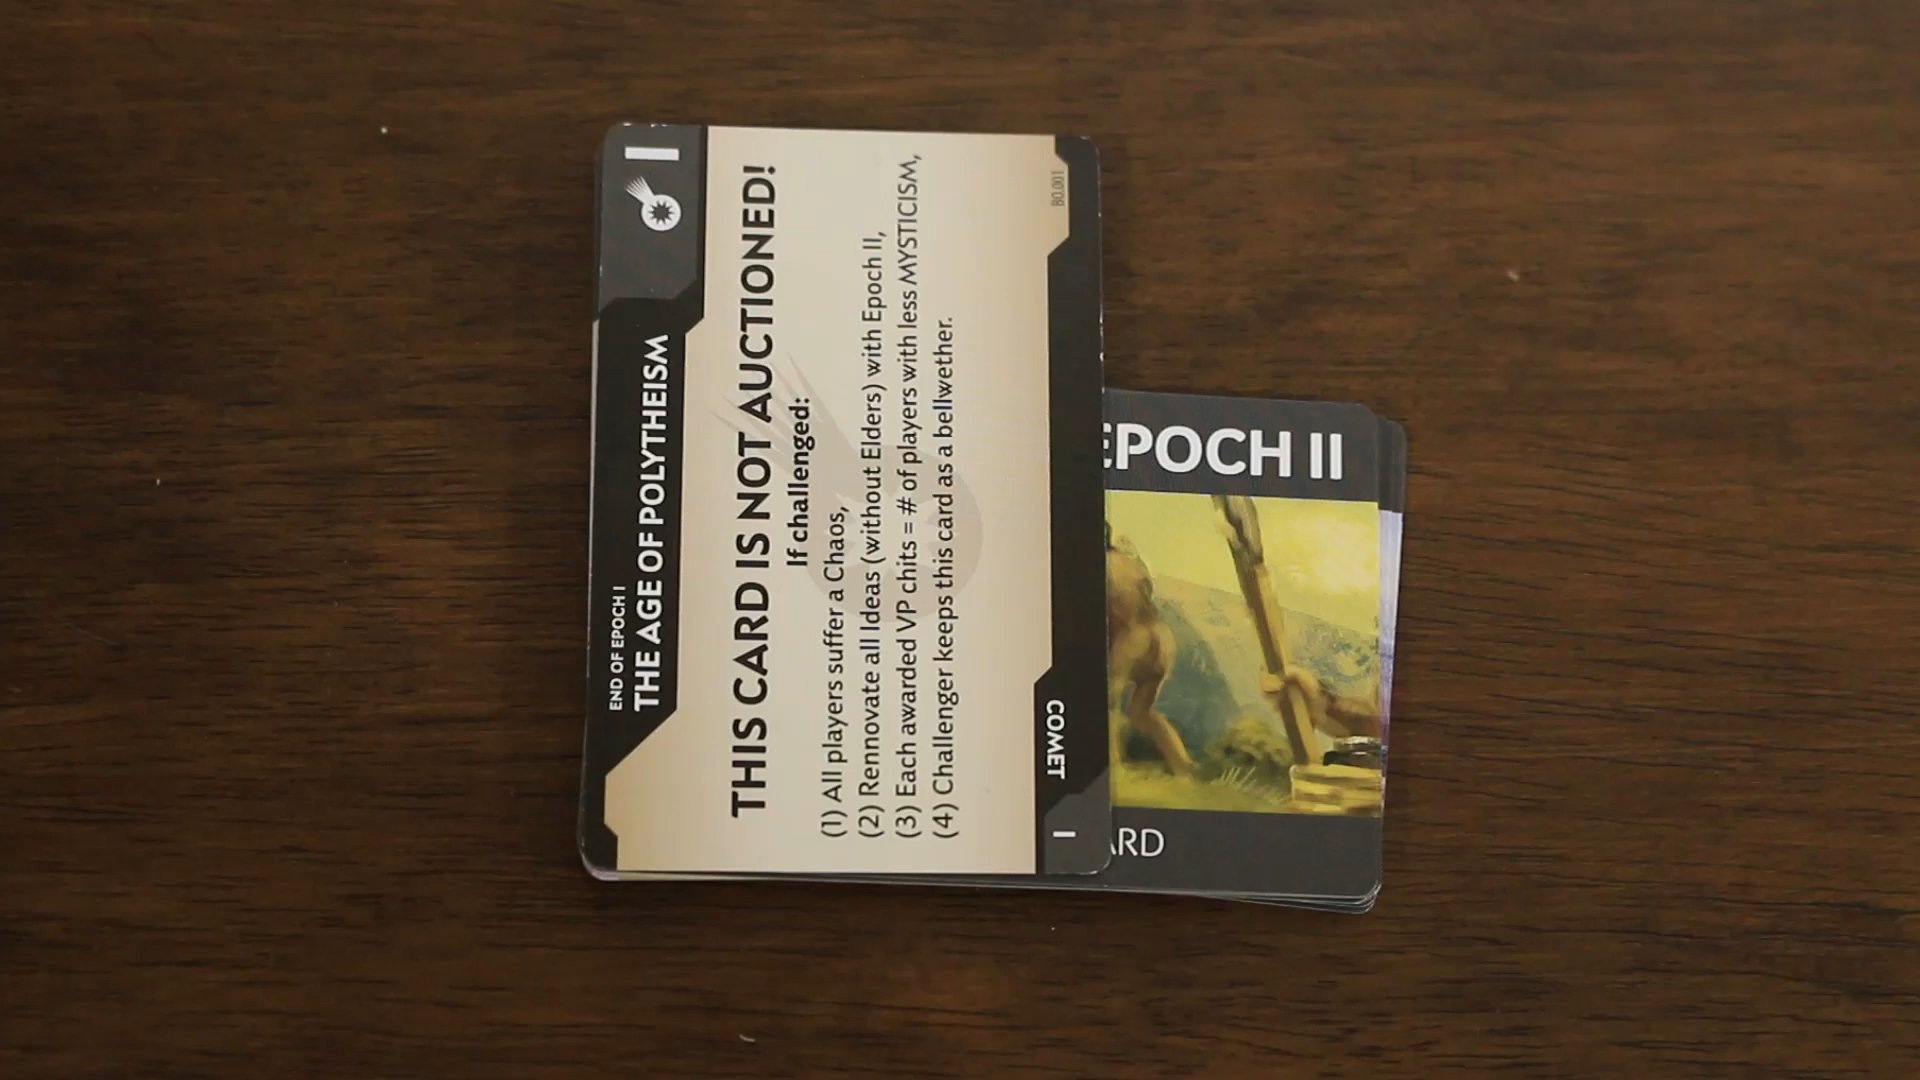 END OF EPOCH I
THE AGE OF POLYTHEISM
I
THIS CARD IS NOT AUCTIONED!
If challenged:
(1) All players suffer a Chaos,
(2) Rennovate all Ideas (without Elders) with Epoch II,
(3) Each awarded VP chits = # of players with less MYSTICISM,
(4) Challenger keeps this card as a bellwether.
B0.001
I
COMET
EPOCH II
ARD